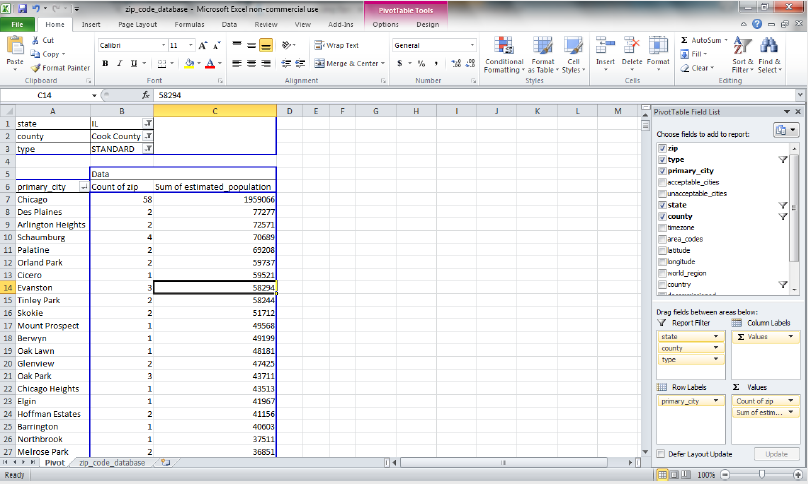 zip_code_database - Microsoft Excel non-commercial use
PivotTable Tools
File Home Insert Page Layout Formulas Data Review View Add-Ins Options Design
Paste
Cut
Copy
Format Painter
Clipboard
Calibri 11
B I U
Font
Wrap Text
Merge & Center
Alignment
General
$ % ,
Number
Conditional Formatting
Format as Table
Cell Styles
Styles
Insert Delete Format
Cells
AutoSum
Fill
Clear
Sort & Filter
Find & Select
Editing
C14 fx 58294
A B C D E F G H I J K L M
1 state IL
2 county Cook County
3 type STANDARD
4
5 Data
6 primary_city Count of zip Sum of estimated_population
7 Chicago 58 1959066
8 Des Plaines 2 77277
9 Arlington Heights 2 72571
10 Schaumburg 4 70689
11 Palatine 2 69208
12 Orland Park 2 59737
13 Cicero 1 59521
14 Evanston 3 58294
15 Tinley Park 2 58244
16 Skokie 2 51712
17 Mount Prospect 1 49568
18 Berwyn 1 49199
19 Oak Lawn 1 48181
20 Glenview 2 47425
21 Oak Park 3 43711
22 Chicago Heights 1 43513
23 Elgin 1 41967
24 Hoffman Estates 2 41156
25 Barrington 1 40603
26 Northbrook 1 37511
27 Melrose Park 2 36851
Pivot zip_code_database
Ready
100%
PivotTable Field List
Choose fields to add to report:
zip
type
primary_city
acceptable_cities
unacceptable_cities
state
county
timezone
area_codes
latitude
longitude
world_region
country
Drag fields between areas below:
Report Filter
state
county
type
Column Labels
Σ Values
Row Labels
primary_city
Σ Values
Count of zip
Sum of estim...
Defer Layout Update
Update